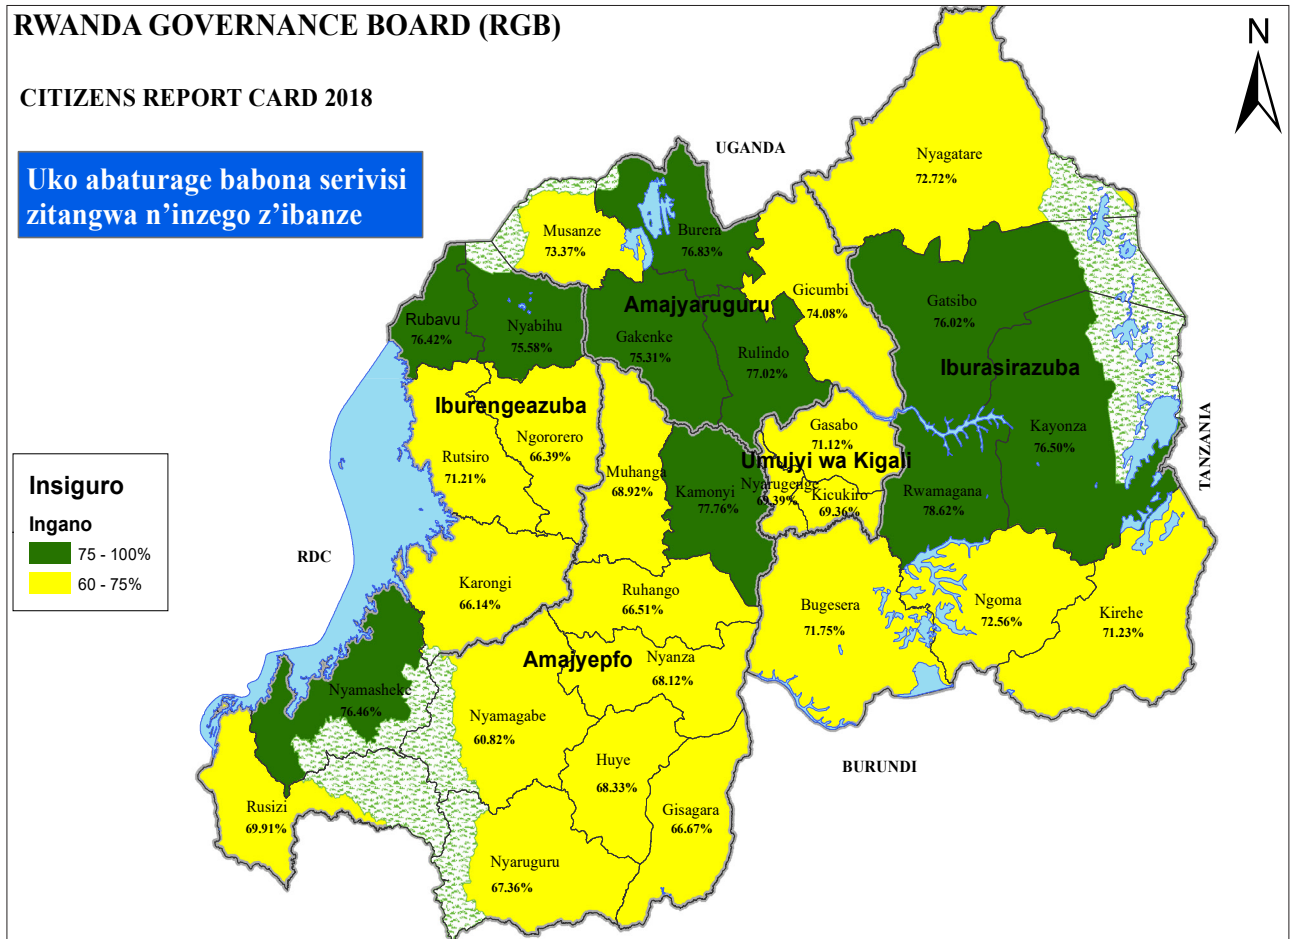 RWANDA GOVERNANCE BOARD (RGB)
CITIZENS REPORT CARD 2018
Uko abaturage babona serivisi
zitangwa n'inzego z'ibanze
N
UGANDA
Nyagatare
72.72%
Musanze
73.37%
Burera
76.83%
Gicumbi
74.08%
Gatsibo
76.02%
Amajyaruguru
Rubavu
76.42%
Nyabihu
75.58%
Gakenke
75.31%
Rulindo
77.02%
Iburasirazuba
Iburengeazuba
Ngororero
66.39%
Rutsiro
71.21%
Muhanga
68.92%
Kamonyi
77.76%
Gasabo
71.12%
Umujyi wa Kigali
Nyarugenge
69.39%
Kicukiro
69.36%
Kayonza
76.50%
Rwamagana
78.62%
TANZANIA
Insiguro
Ingano
75 - 100%
60 - 75%
RDC
Karongi
66.14%
Ruhango
66.51%
Bugesera
71.75%
Ngoma
72.56%
Kirehe
71.23%
Amajyepfo
Nyanza
68.12%
Nyamasheke
76.46%
Nyamagabe
60.82%
Huye
68.33%
BURUNDI
Rusizi
69.91%
Gisagara
66.67%
Nyaruguru
67.36%